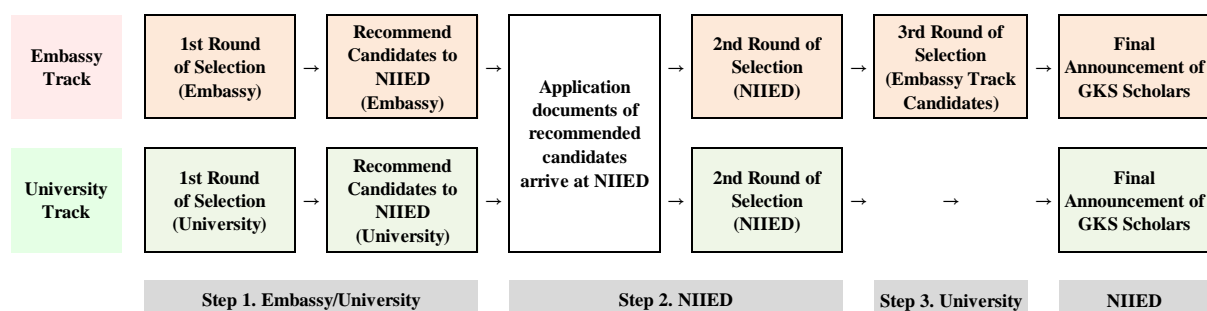 Embassy
Track
1st Round
of Selection
(Embassy)
→
Recommend
Candidates to
NIIED
(Embassy)
→
Application
documents of
recommended
candidates
arrive at NIIED
→
2nd Round of
Selection
(NIIED)
→
3rd Round of
Selection
(Embassy Track
Candidates)
→
Final
Announcement of
GKS Scholars
University
Track
1st Round
of Selection
(University)
→
Recommend
Candidates to
NIIED
(University)
→
→
2nd Round of
Selection
(NIIED)
→
→
→
Final
Announcement of
GKS Scholars
Step 1. Embassy/University
Step 2. NIIED
Step 3. University
NIIED